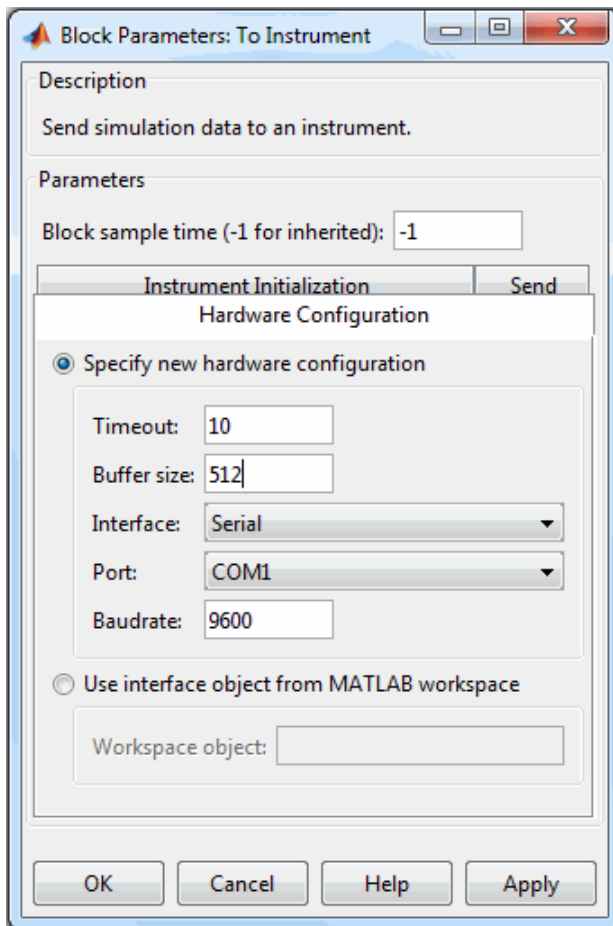 Block Parameters: To Instrument
Description
Send simulation data to an instrument.
Parameters
Block sample time (-1 for inherited): -1
Instrument Initialization Send
Hardware Configuration
Specify new hardware configuration
Timeout: 10
Buffer size: 512
Interface: Serial
Port: COM1
Baudrate: 9600
Use interface object from MATLAB workspace
Workspace object:
OK Cancel Help Apply